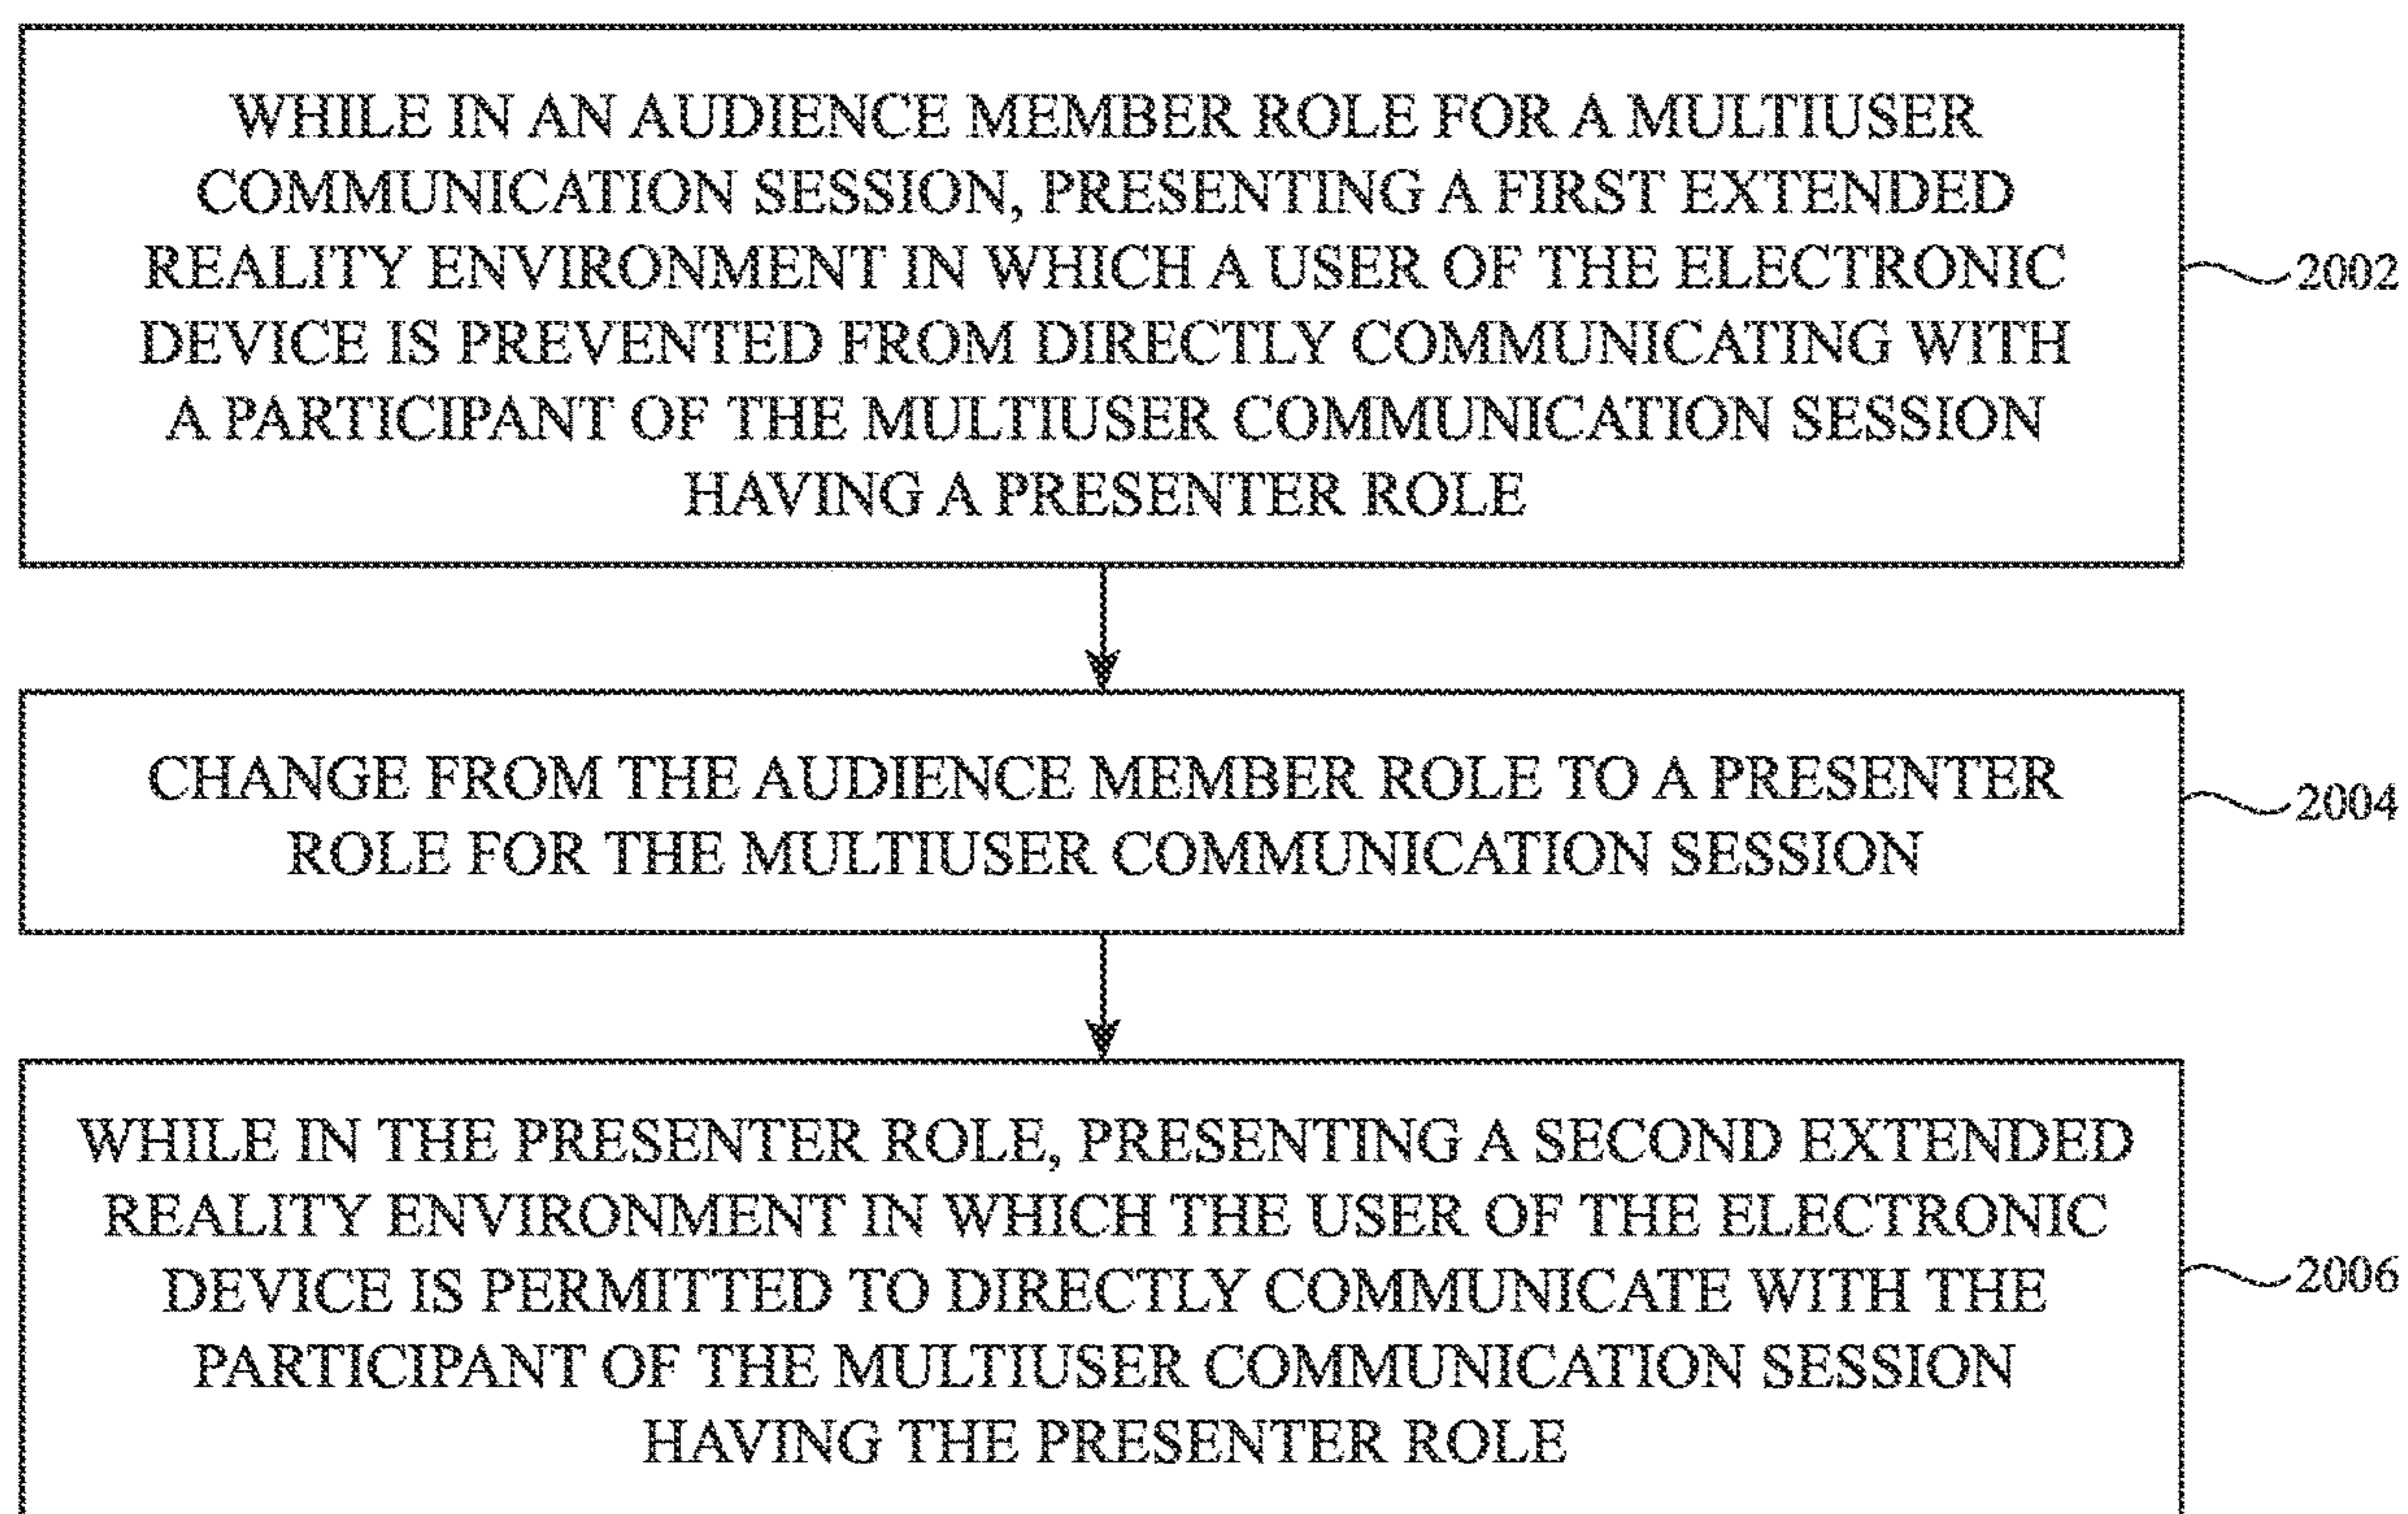 WHILE IN AN AUDIENCE MEMBER ROLE FOR A MULTIUSER
COMMUNICATION SESSION, PRESENTING A FIRST EXTENDED
REALITY ENVIRONMENT IN WHICH A USER OF THE ELECTRONIC
DEVICE IS PREVENTED FROM DIRECTLY COMMUNICATING WITH
A PARTICIPANT OF THE MULTIUSER COMMUNICATION SESSION
HAVING A PRESENTER ROLE
2002
CHANGE FROM THE AUDIENCE MEMBER ROLE TO A PRESENTER
ROLE FOR THE MULTIUSER COMMUNICATION SESSION
2004
WHILE IN THE PRESENTER ROLE, PRESENTING A SECOND EXTENDED
REALITY ENVIRONMENT IN WHICH THE USER OF THE ELECTRONIC
DEVICE IS PERMITTED TO DIRECTLY COMMUNICATE WITH THE
PARTICIPANT OF THE MULTIUSER COMMUNICATION SESSION
HAVING THE PRESENTER ROLE
2006